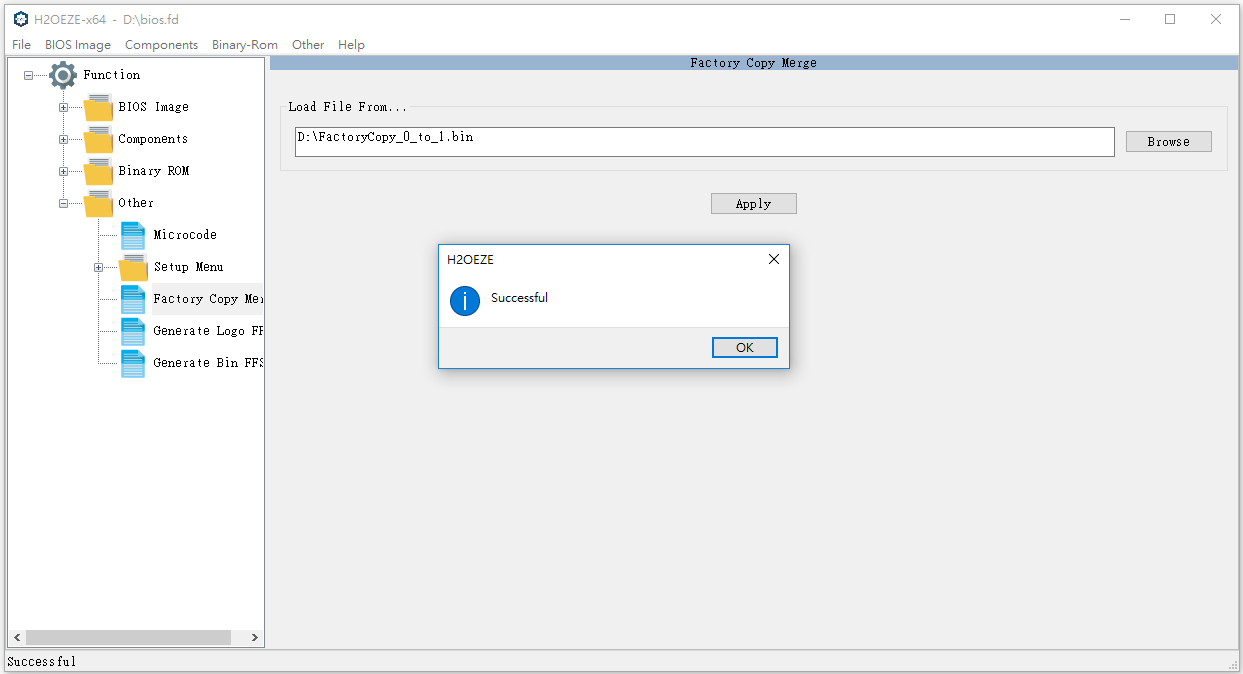 H2OEZE-x64 - D:\bios.fd
File BIOS Image Components Binary-Rom Other Help
Function
BIOS Image
Components
Binary ROM
Other
Microcode
Setup Menu
Factory Copy Mer
Generate Logo FF
Generate Bin FFS
Factory Copy Merge
Load File From...
D:\FactoryCopy_0_to_1.bin
Browse
Apply
H2OEZE
Successful
OK
Successful